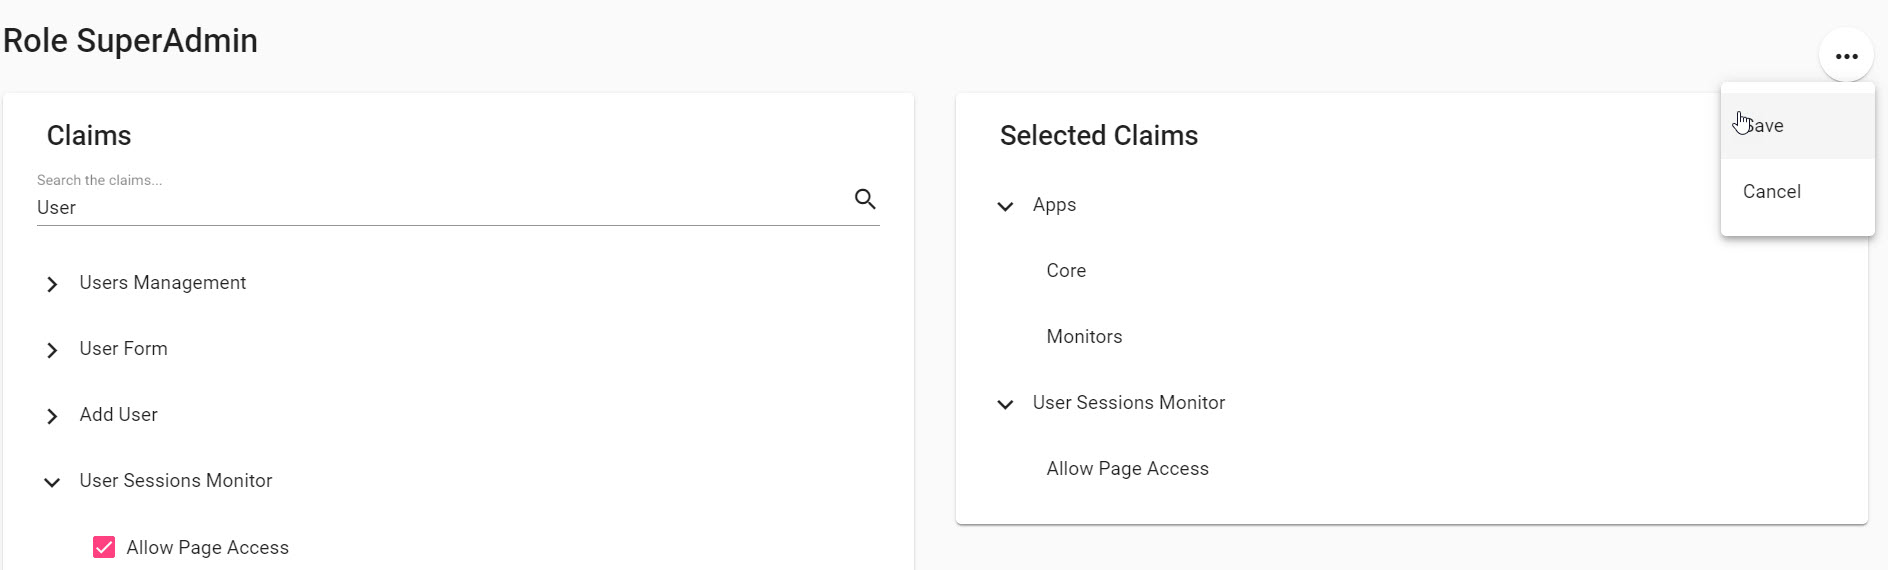 Role SuperAdmin
Claims
Search the claims...
User
Users Management
User Form
Add User
User Sessions Monitor
Allow Page Access
Selected Claims
Apps
Core
Monitors
User Sessions Monitor
Allow Page Access
Save
Cancel